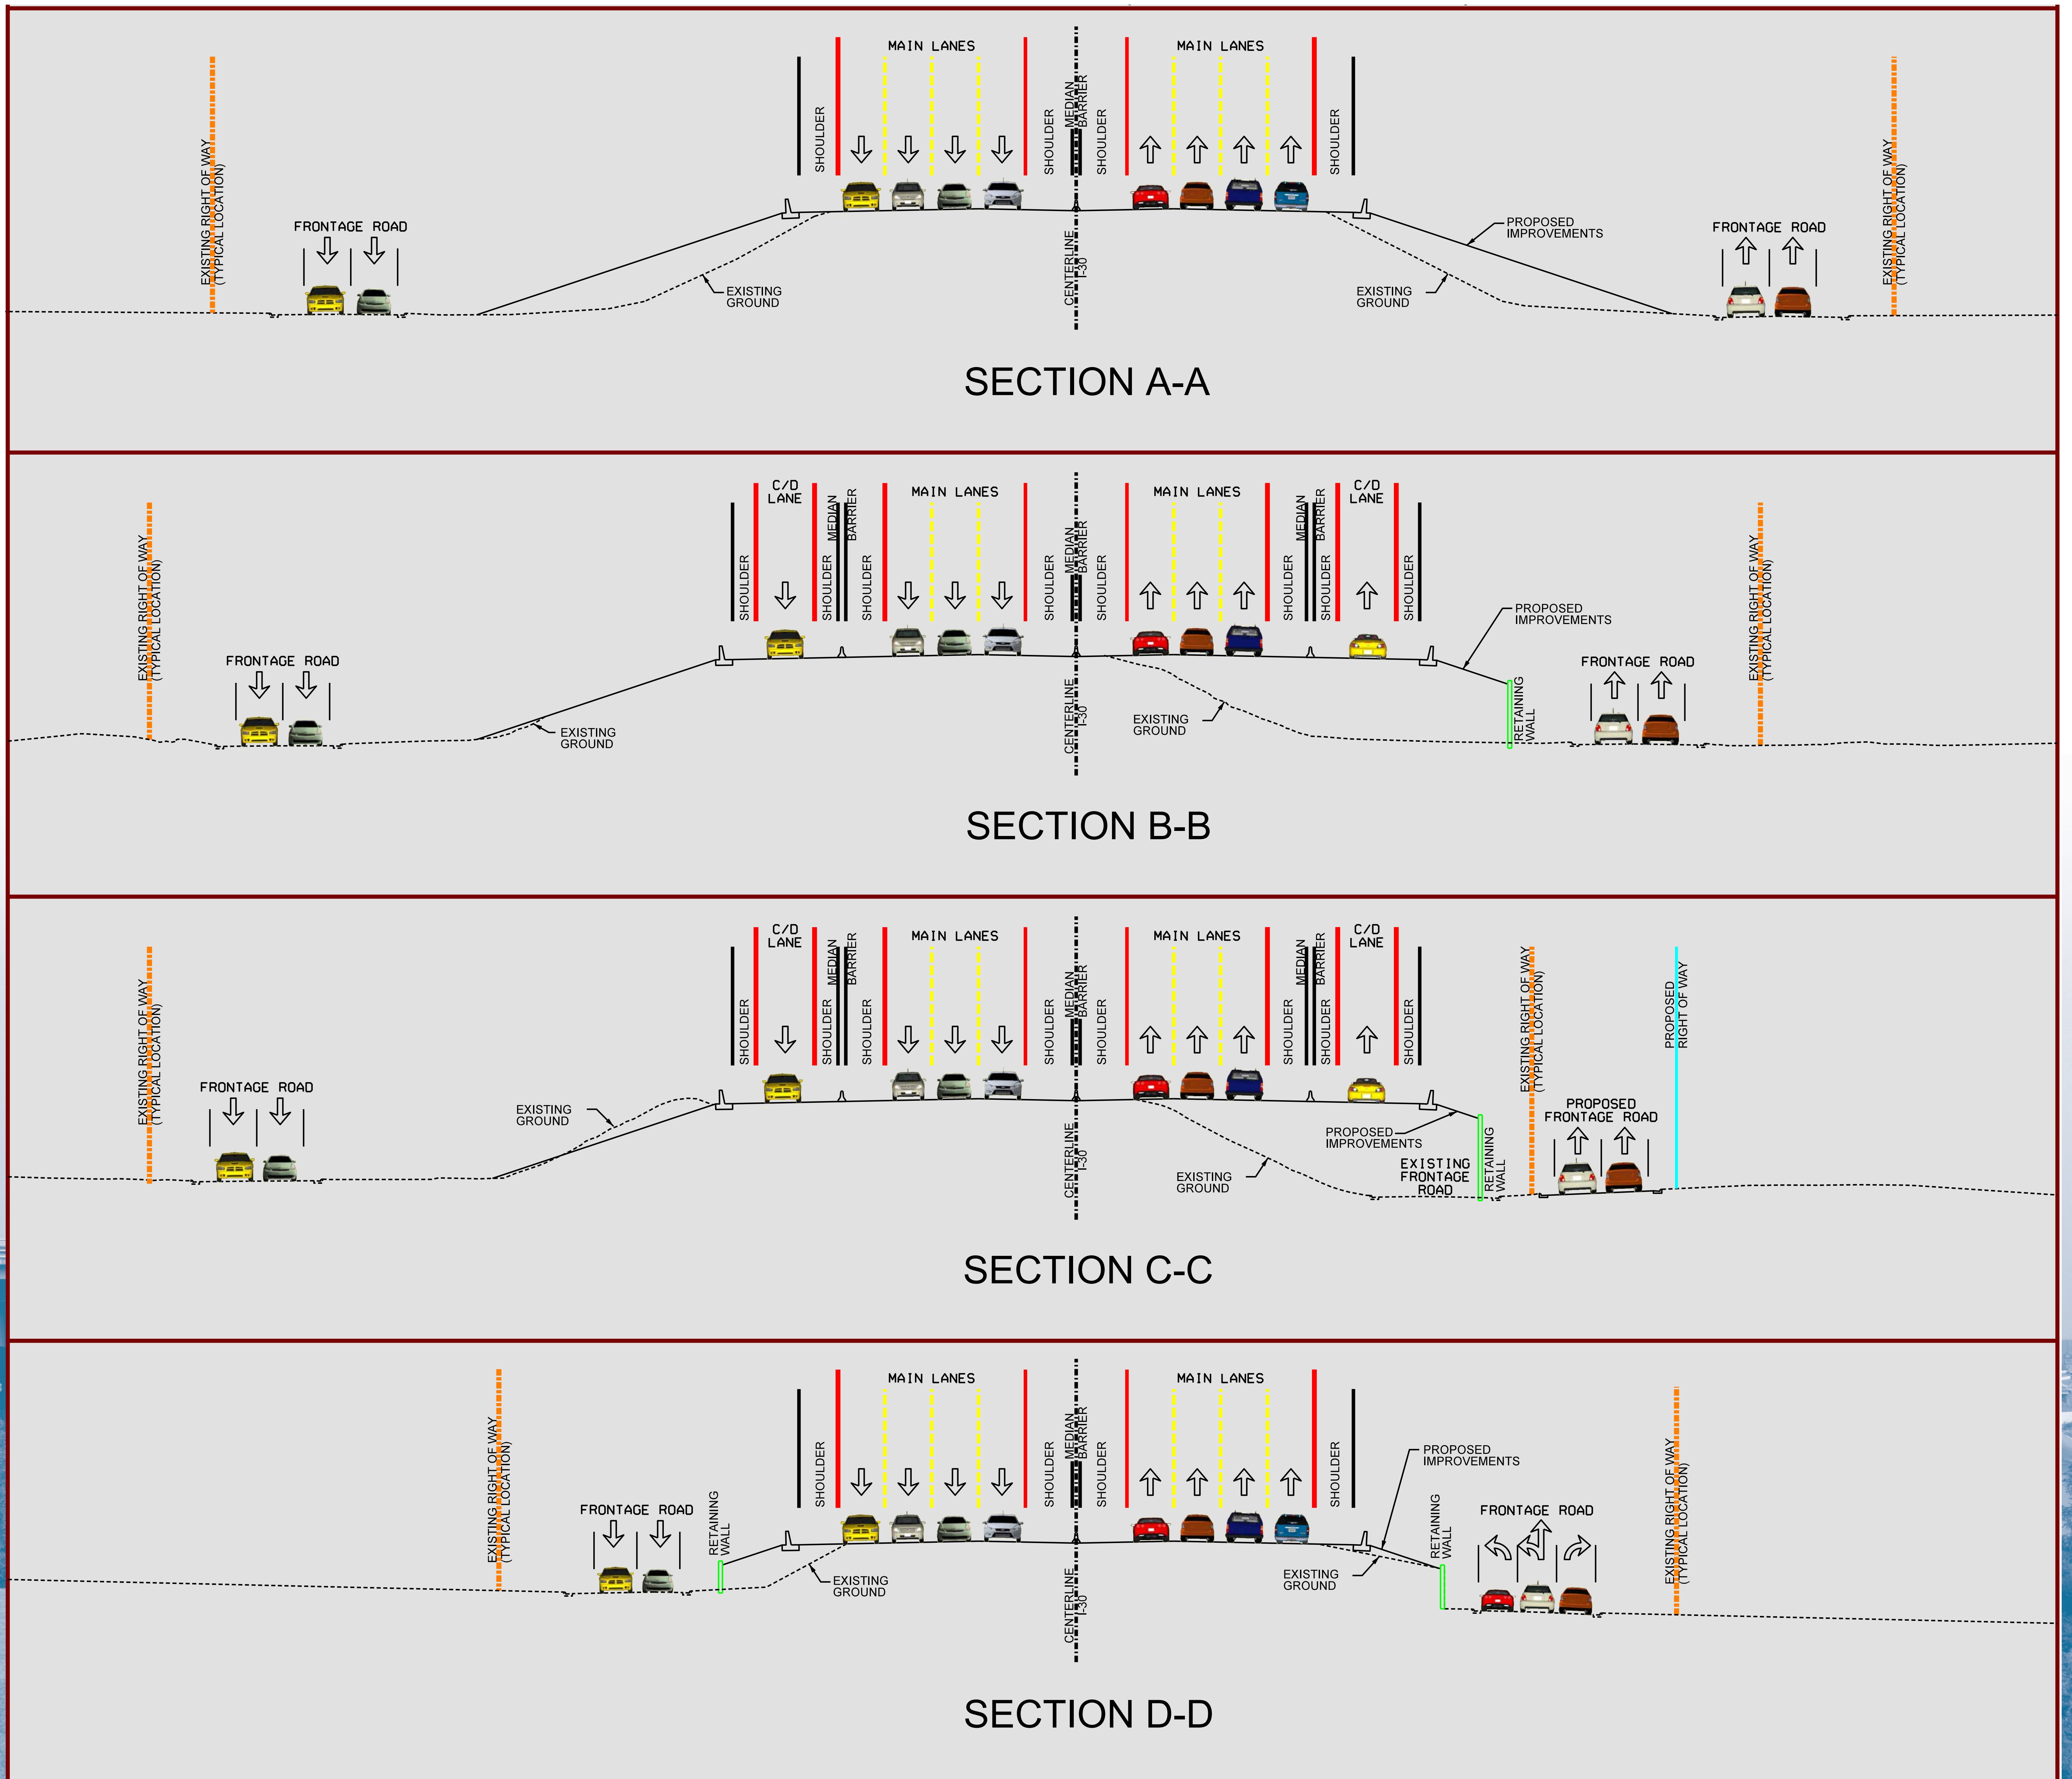 MAIN LANES
MAIN LANES
SHOULDER
SHOULDER
MEDIAN
BARRIER
SHOULDER
SHOULDER
EXISTING RIGHT OF WAY
(TYPICAL LOCATION)
FRONTAGE ROAD
EXISTING
GROUND
CENTERLINE
I-30
EXISTING
GROUND
PROPOSED
IMPROVEMENTS
FRONTAGE ROAD
EXISTING RIGHT OF WAY
(TYPICAL LOCATION)
SECTION A-A
C/D
LANE
MAIN LANES
MAIN LANES
C/D
LANE
SHOULDER
SHOULDER
MEDIAN
BARRIER
SHOULDER
SHOULDER
MEDIAN
BARRIER
SHOULDER
SHOULDER
MEDIAN
BARRIER
SHOULDER
SHOULDER
EXISTING RIGHT OF WAY
(TYPICAL LOCATION)
FRONTAGE ROAD
EXISTING
GROUND
CENTERLINE
I-30
EXISTING
GROUND
PROPOSED
IMPROVEMENTS
RETAINING
WALL
FRONTAGE ROAD
EXISTING RIGHT OF WAY
(TYPICAL LOCATION)
SECTION B-B
C/D
LANE
MAIN LANES
MAIN LANES
C/D
LANE
SHOULDER
SHOULDER
MEDIAN
BARRIER
SHOULDER
SHOULDER
MEDIAN
BARRIER
SHOULDER
SHOULDER
MEDIAN
BARRIER
SHOULDER
SHOULDER
EXISTING RIGHT OF WAY
(TYPICAL LOCATION)
FRONTAGE ROAD
EXISTING
GROUND
CENTERLINE
I-30
EXISTING
GROUND
PROPOSED
IMPROVEMENTS
EXISTING
FRONTAGE
ROAD
RETAINING
WALL
EXISTING RIGHT OF WAY
(TYPICAL LOCATION)
PROPOSED
FRONTAGE ROAD
PROPOSED
RIGHT OF WAY
SECTION C-C
MAIN LANES
MAIN LANES
SHOULDER
SHOULDER
MEDIAN
BARRIER
SHOULDER
SHOULDER
EXISTING RIGHT OF WAY
(TYPICAL LOCATION)
FRONTAGE ROAD
RETAINING
WALL
EXISTING
GROUND
CENTERLINE
I-30
EXISTING
GROUND
PROPOSED
IMPROVEMENTS
RETAINING
WALL
FRONTAGE ROAD
EXISTING RIGHT OF WAY
(TYPICAL LOCATION)
SECTION D-D